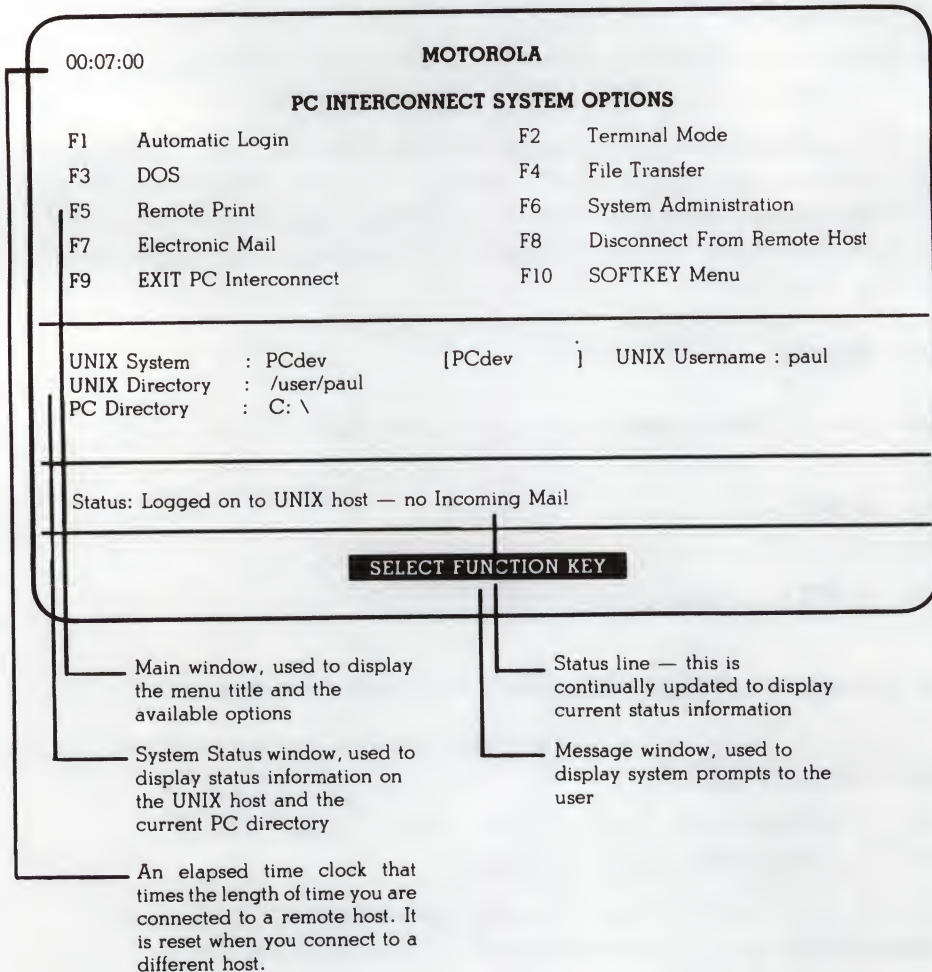 00:07:00 MOTOROLA
PC INTERCONNECT SYSTEM OPTIONS
F1 Automatic Login F2 Terminal Mode
F3 DOS F4 File Transfer
F5 Remote Print F6 System Administration
F7 Electronic Mail F8 Disconnect From Remote Host
F9 EXIT PC Interconnect F10 SOFTKEY Menu
UNIX System : PCdev [PCdev ] UNIX Username : paul
UNIX Directory : /user/paul
PC Directory : C: \
Status: Logged on to UNIX host — no Incoming Mail
SELECT FUNCTION KEY
Main window, used to display
the menu title and the
available options
System Status window, used to
display status information on
the UNIX host and the
current PC directory
An elapsed time clock that
times the length of time you are
connected to a remote host. It
is reset when you connect to a
different host.
Status line — this is
continually updated to display
current status information
Message window, used to
display system prompts to the
user